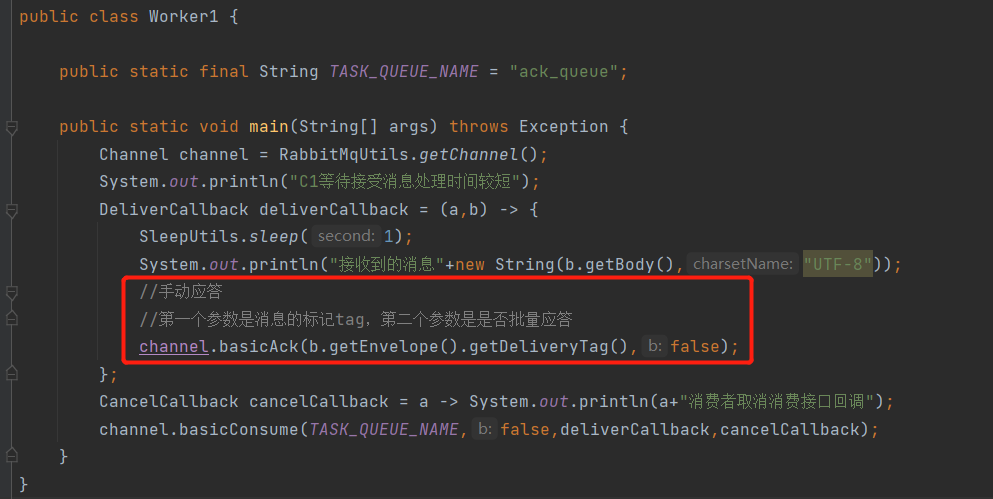 public class Worker1 {
public static final String TASK_QUEUE_NAME = "ack_queue";
public static void main(String[] args) throws Exception {
Channel channel = RabbitMqUtils.getChannel();
System.out.println("C1等待接受消息处理时间较短");
DeliverCallback deliverCallback = (a,b) -> {
SleepUtils.sleep( second: 1);
System.out.println("接收到的消息"+new String(b.getBody(), charsetName: "UTF-8"));
//手动应答
//第一个参数是消息的标记tag，第二个参数是是否批量应答
channel.basicAck(b.getEnvelope().getDeliveryTag(), b: false);
};
CancelCallback cancelCallback = a -> System.out.println(a+"消费者取消消费接口回调");
channel.basicConsume(TASK_QUEUE_NAME, b: false,deliverCallback,cancelCallback);
}
}